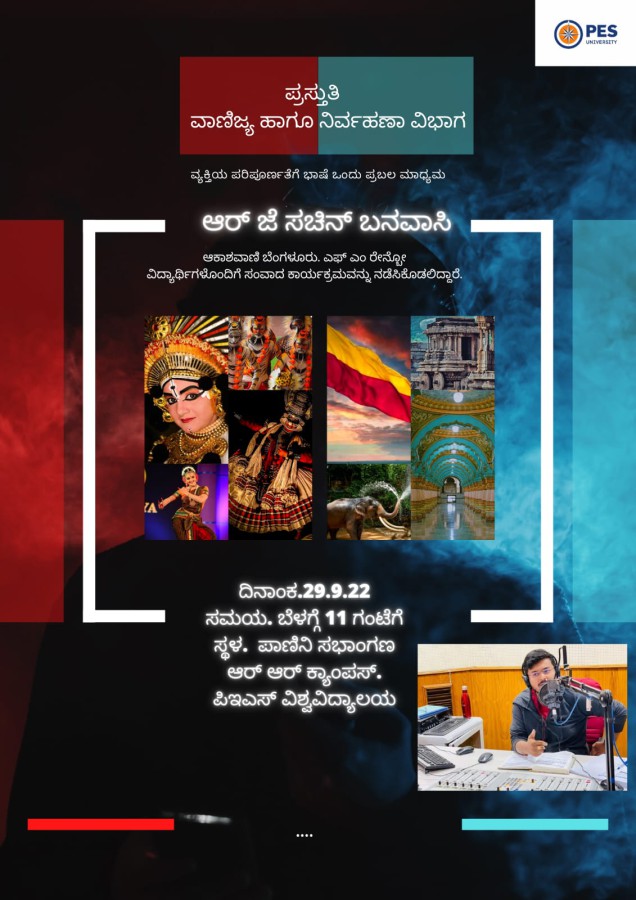 PES
UNIVERSITY
ಪ್ರಸ್ತುತಿ
ವಾಣಿಜ್ಯ ಹಾಗೂ ನಿರ್ವಹಣಾ ವಿಭಾಗ
ವ್ಯಕ್ತಿಯ ಪರಿಪೂರ್ಣತೆಗೆ ಭಾಷೆ ಒಂದು ಪ್ರಬಲ ಮಾಧ್ಯಮ
ಆರ್ ಜೆ ಸಚಿನ್ ಬನವಾಸಿ
ಆಕಾಶವಾಣಿ ಬೆಂಗಳೂರು. ಎಫ್ ಎಂ ರೇನ್ಬೋ
ವಿದ್ಯಾರ್ಥಿಗಳೊಂದಿಗೆ ಸಂವಾದ ಕಾರ್ಯಕ್ರಮವನ್ನು ನಡೆಸಿಕೊಡಲಿದ್ದಾರೆ.
ದಿನಾಂಕ.29.9.22
ಸಮಯ. ಬೆಳಗ್ಗೆ 11 ಗಂಟೆಗೆ
ಸ್ಥಳ. ಪಾಣಿನಿ ಸಭಾಂಗಣ
ಆರ್ ಆರ್ ಕ್ಯಾಂಪಸ್.
ಪಿಇಎಸ್ ವಿಶ್ವವಿದ್ಯಾಲಯ
....